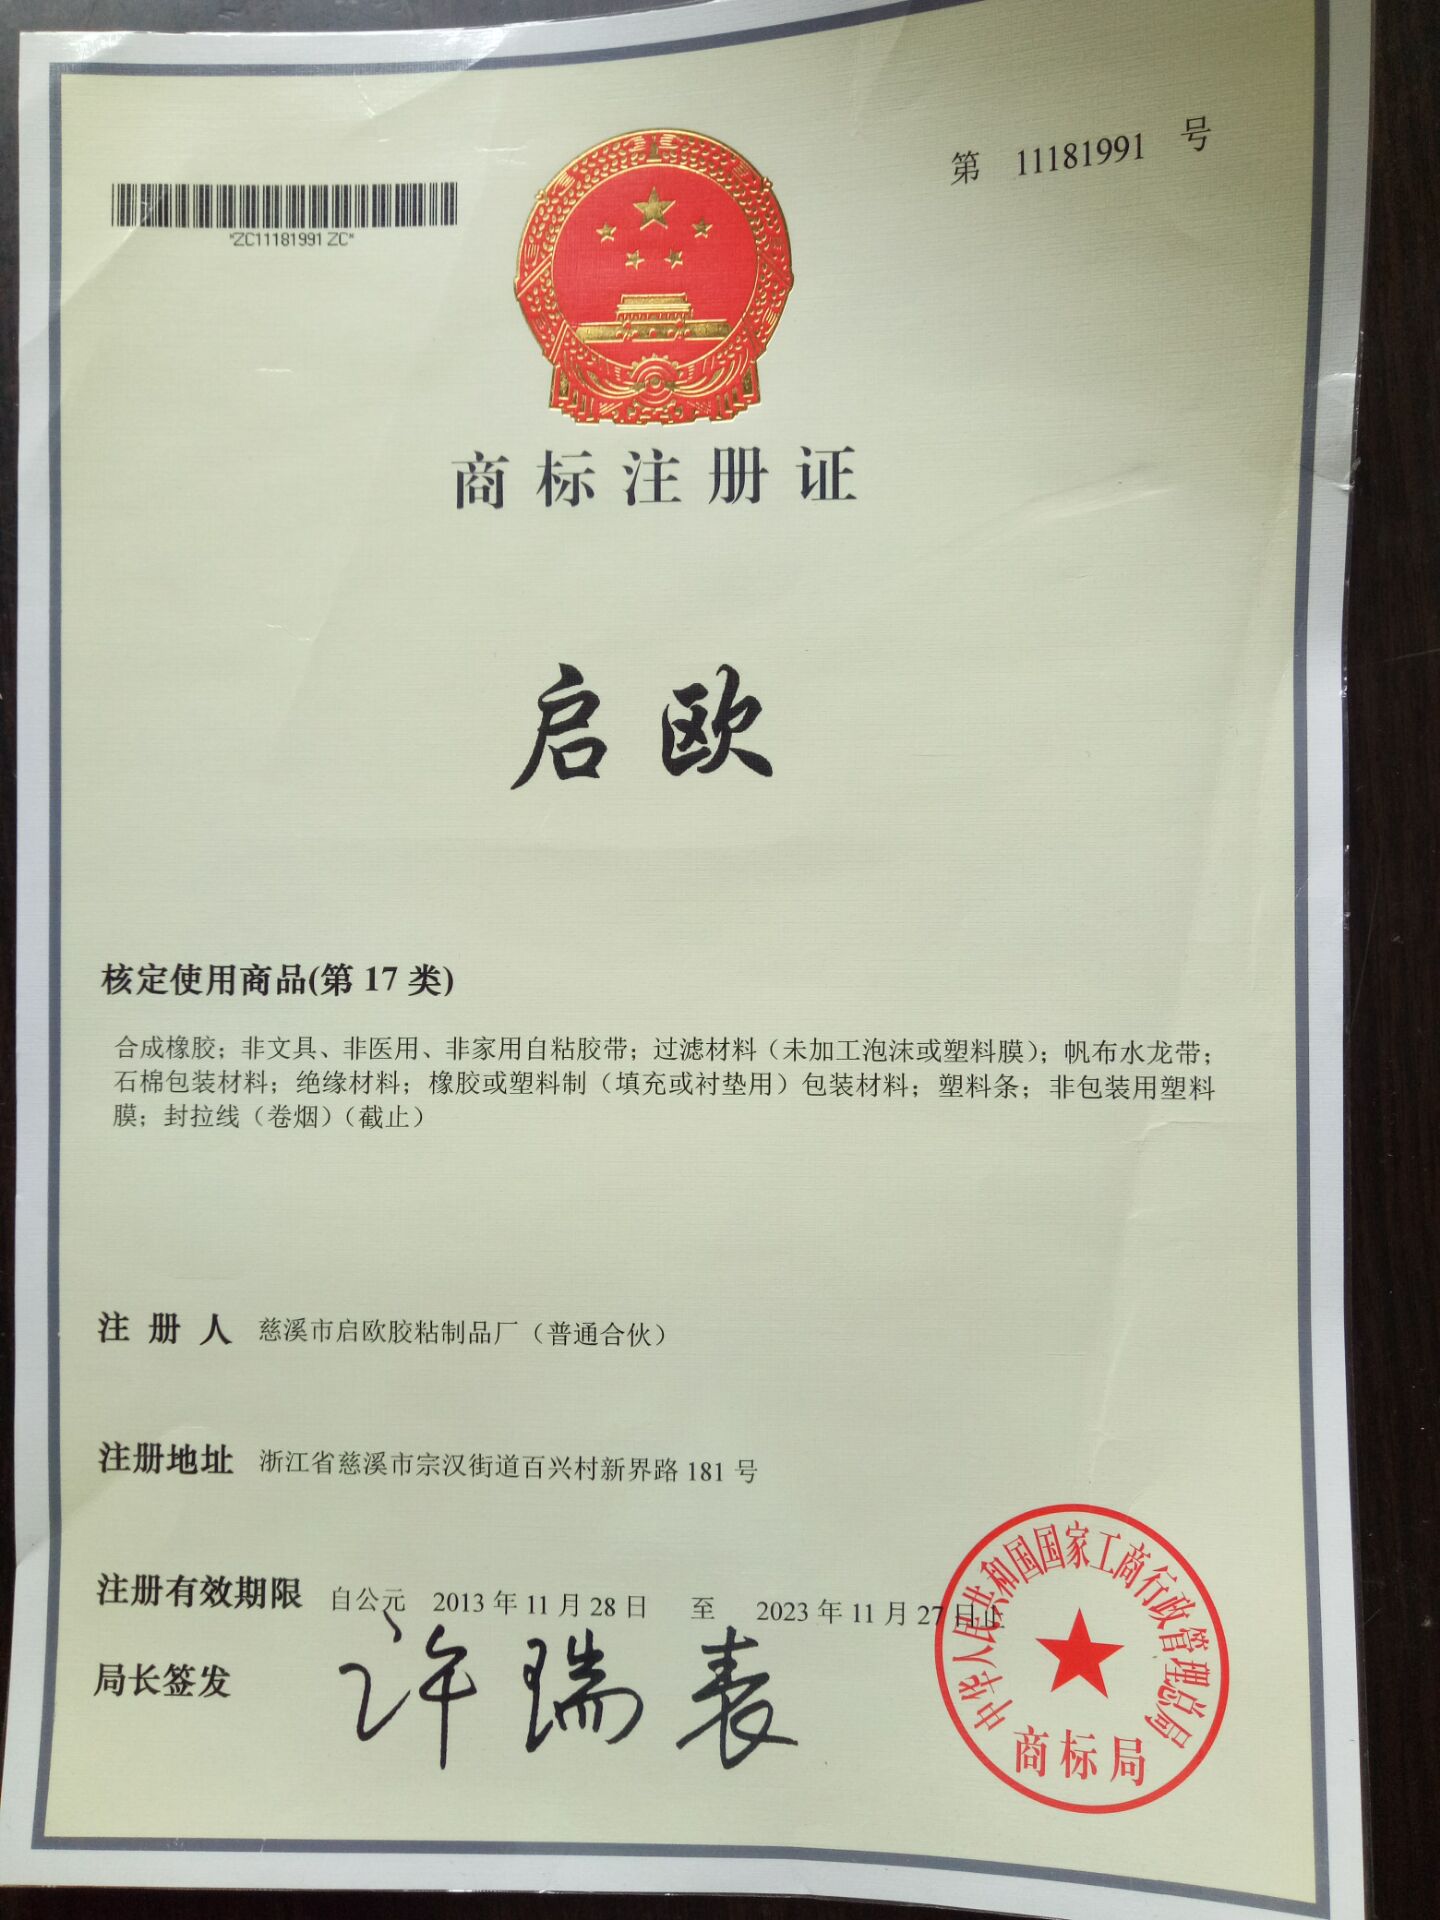 第 11181991 号
*ZC11181991ZC*
商标注册证
启欧
核定使用商品(第 17 类)
合成橡胶；非文具、非医用、非家用自粘胶带；过滤材料（未加工泡沫或塑料膜）；帆布水龙带；
石棉包装材料；绝缘材料；橡胶或塑料制（填充或衬垫用）包装材料；塑料条；非包装用塑料
膜；封拉线（卷烟）（截止）
注册人 慈溪市启欧胶粘制品厂（普通合伙）
注册地址 浙江省慈溪市宗汉街道百兴村新界路 181 号
注册有效期限 自公元 2013 年 11 月 28 日 至 2023 年 11 月 27 日止
局长签发 许瑞表
中华人民共和国国家工商行政管理总局
商标局